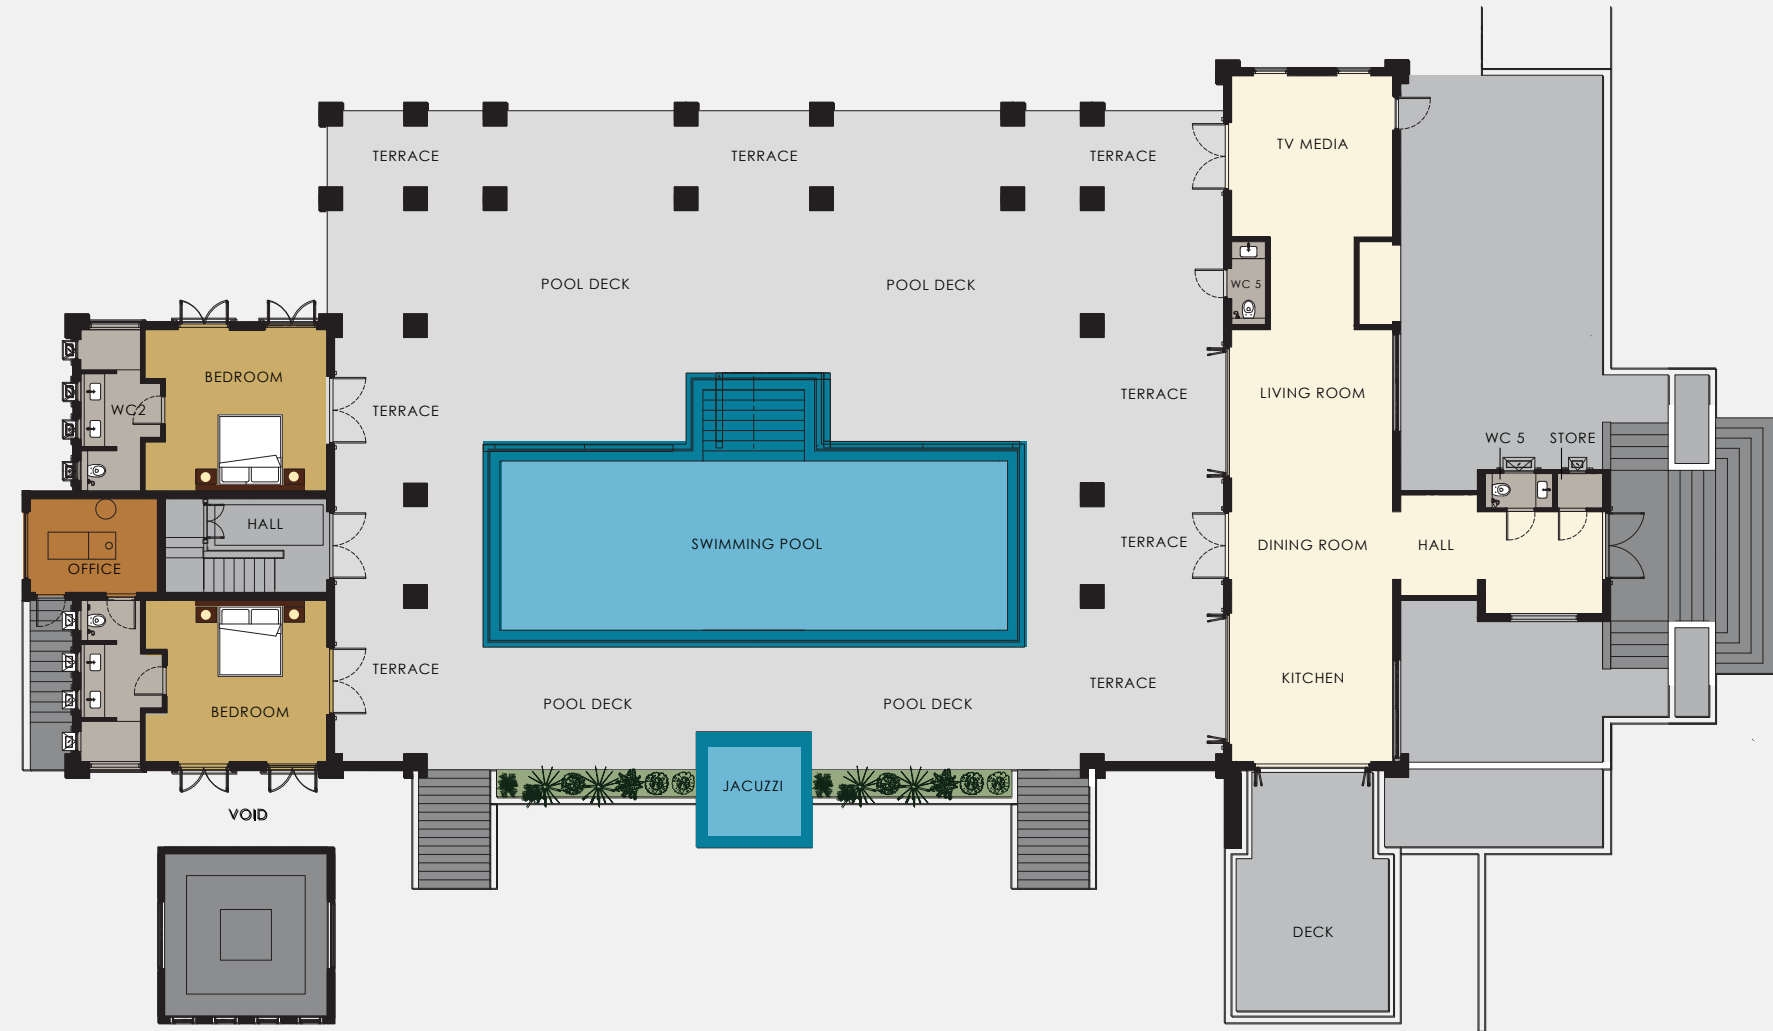 TV MEDIA
TERRACE
TERRACE
TERRACE
POOL DECK
POOL DECK
WC 5
BEDROOM
LIVING ROOM
TERRACE
WC2
TERRACE
WC 5
STORE
HALL
SWIMMING POOL
TERRACE
DINING ROOM
HALL
OFFICE
TERRACE
KITCHEN
TERRACE
BEDROOM
POOL DECK
POOL DECK
JACUZZI
VOID
DECK